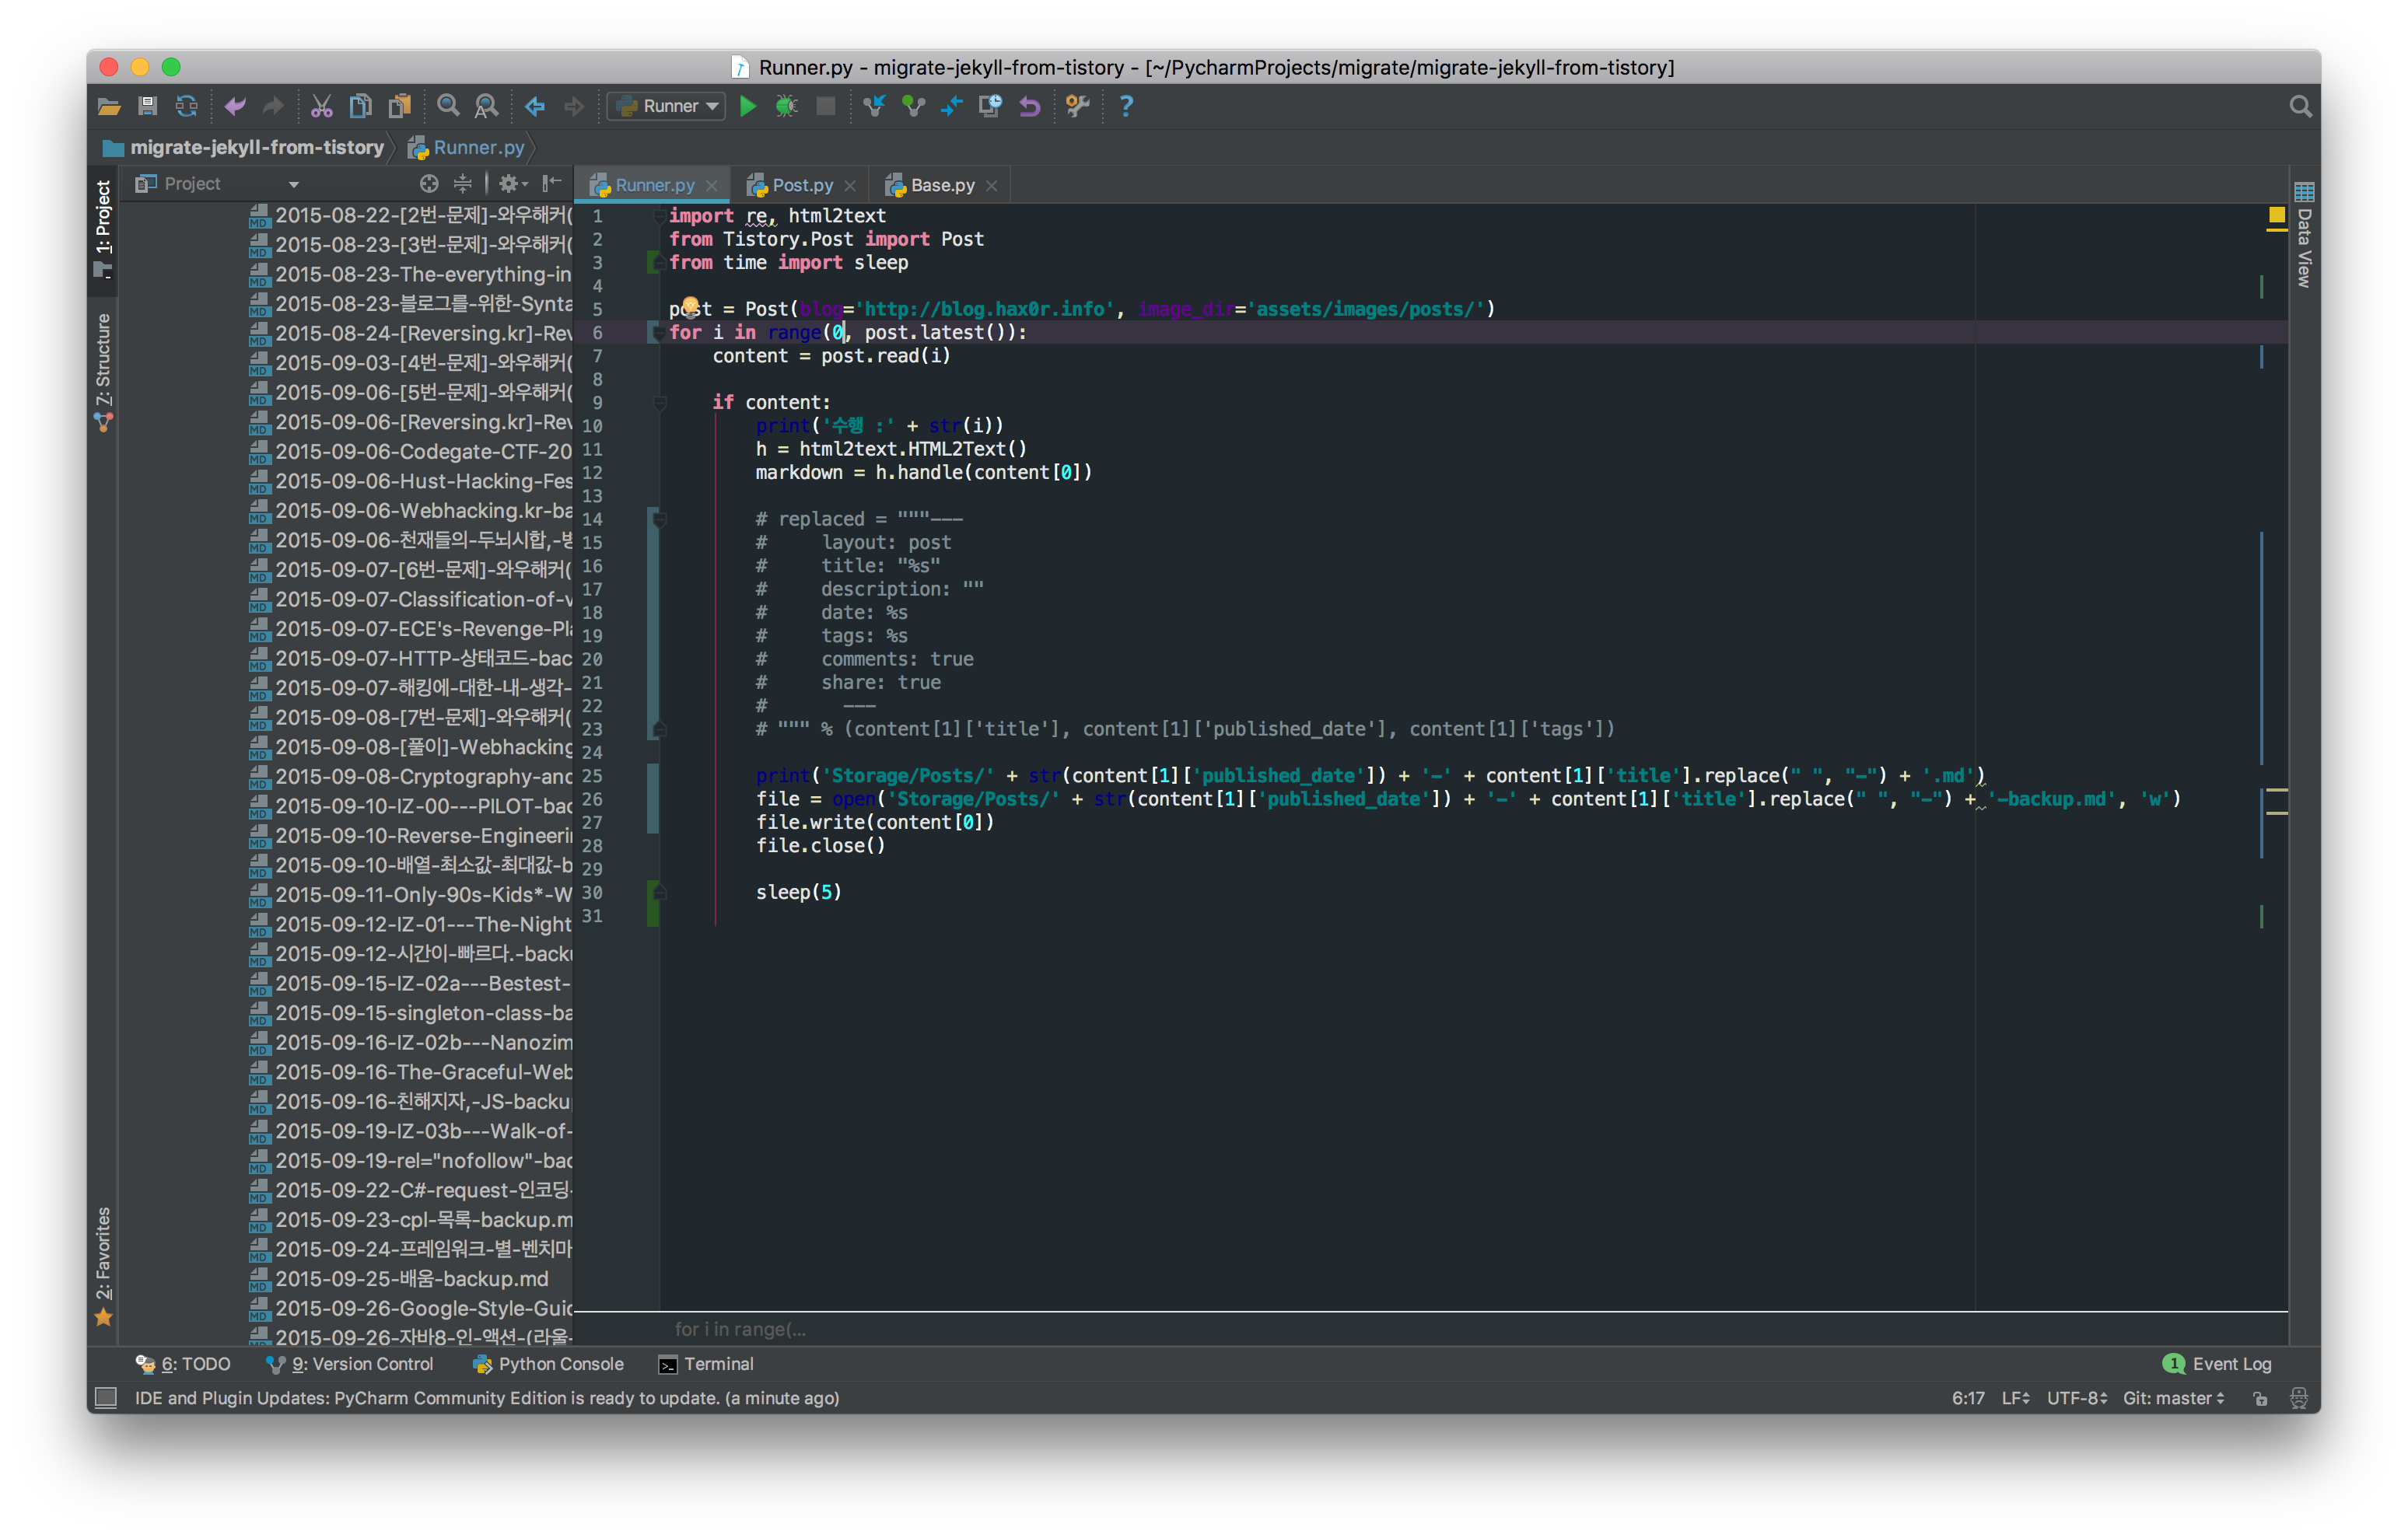 Runner.py - migrate-jekyll-from-tistory - [~/PycharmProjects/migrate/migrate-jekyll-from-tistory]
Runner
migrate-jekyll-from-tistory
Runner.py
Project
Runner.py
Post.py
Base.py
1: Project
7: Structure
2: Favorites
Data View
2015-08-22-[2번-문제]-와우해커(
2015-08-23-[3번-문제]-와우해커(
2015-08-23-The-everything-in
2015-08-23-블로그를-위한-Synta
2015-08-24-[Reversing.kr]-Rev
2015-09-03-[4번-문제]-와우해커(
2015-09-06-[5번-문제]-와우해커(
2015-09-06-[Reversing.kr]-Rev
2015-09-06-Codegate-CTF-20
2015-09-06-Hust-Hacking-Fes
2015-09-06-Webhacking.kr-ba
2015-09-06-천재들의-두뇌시합,-방
2015-09-07-[6번-문제]-와우해커(
2015-09-07-Classification-of-v
2015-09-07-ECE's-Revenge-Pla
2015-09-07-HTTP-상태코드-bac
2015-09-07-해킹에-대한-내-생각-
2015-09-08-[7번-문제]-와우해커(
2015-09-08-[풀이]-Webhacking
2015-09-08-Cryptography-and
2015-09-10-IZ-00---PILOT-bac
2015-09-10-Reverse-Engineerin
2015-09-10-배열-최소값-최대값-b
2015-09-11-Only-90s-Kids*-W
2015-09-12-IZ-01---The-Night
2015-09-12-시간이-빠르다.-backu
2015-09-15-IZ-02a---Bestest-
2015-09-15-singleton-class-ba
2015-09-16-IZ-02b---Nanozim
2015-09-16-The-Graceful-Web
2015-09-16-친해지자,-JS-backu
2015-09-19-IZ-03b---Walk-of-
2015-09-19-rel="nofollow"-bac
2015-09-22-C#-request-인코딩-
2015-09-23-cpl-목록-backup.m
2015-09-24-프레임워크-별-벤치마
2015-09-25-배움-backup.md
2015-09-26-Google-Style-Guid
2015-09-26-자바8-인-액션-(라울-
1 import re, html2text
2 from Tistory.Post import Post
3 from time import sleep
4
5 post = Post(blog='http://blog.hax0r.info', image_dir='assets/images/posts/')
6 for i in range(0, post.latest()):
7 content = post.read(i)
8
9 if content:
10 print('수행 :' + str(i))
11 h = html2text.HTML2Text()
12 markdown = h.handle(content[0])
13
14 # replaced = """---
15 # layout: post
16 # title: "%s"
17 # description: ""
18 # date: %s
19 # tags: %s
20 # comments: true
21 # share: true
22 # ---
23 # """ % (content[1]['title'], content[1]['published_date'], content[1]['tags'])
24
25 print('Storage/Posts/' + str(content[1]['published_date']) + '-' + content[1]['title'].replace(" ", "-") + '.md')
26 file = open('Storage/Posts/' + str(content[1]['published_date']) + '-' + content[1]['title'].replace(" ", "-") + '-backup.md', 'w')
27 file.write(content[0])
28 file.close()
29
30 sleep(5)
31
for i in range(...
6: TODO
9: Version Control
Python Console
Terminal
1 Event Log
IDE and Plugin Updates: PyCharm Community Edition is ready to update. (a minute ago)
6:17 LF UTF-8 Git: master